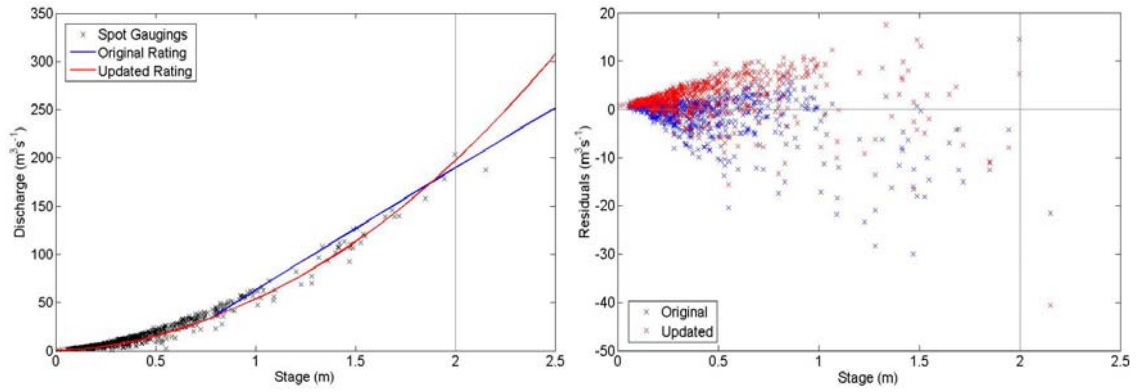 350
300
250
200
150
100
50
0
Discharge (m³s⁻¹)
Spot Gaugings
Original Rating
Updated Rating
0 0.5 1 1.5 2 2.5
Stage (m)
20
10
0
-10
-20
-30
-40
-50
Residuals (m³s⁻¹)
Original
Updated
0 0.5 1 1.5 2 2.5
Stage (m)